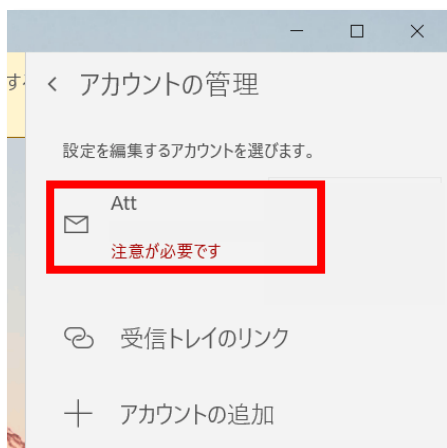 アカウントの管理
設定を編集するアカウントを選びます。
Att
注意が必要です
受信トレイのリンク
アカウントの追加